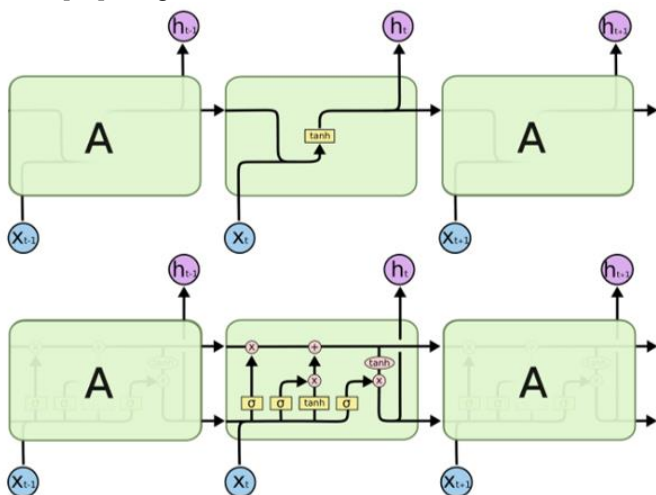 hₜ₋₁ hₜ hₜ₊₁
A tanh A
xₜ₋₁ xₜ xₜ₊₁
hₜ₋₁ hₜ hₜ₊₁
x + tanh
A x x A
σ σ tanh σ
xₜ₋₁ xₜ xₜ₊₁